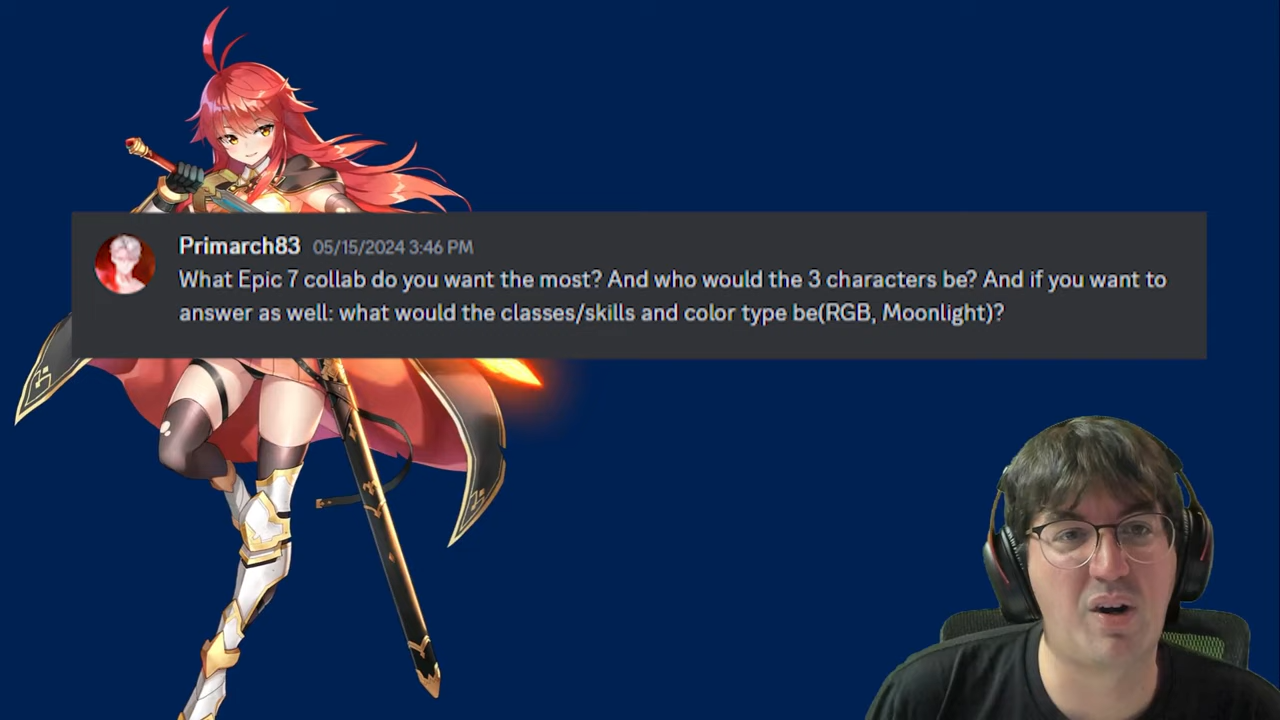 Primarch83 05/15/2024 3:46 PM
What Epic 7 collab do you want the most? And who would the 3 characters be? And if you want to
answer as well: what would the classes/skills and color type be(RGB, Moonlight)?